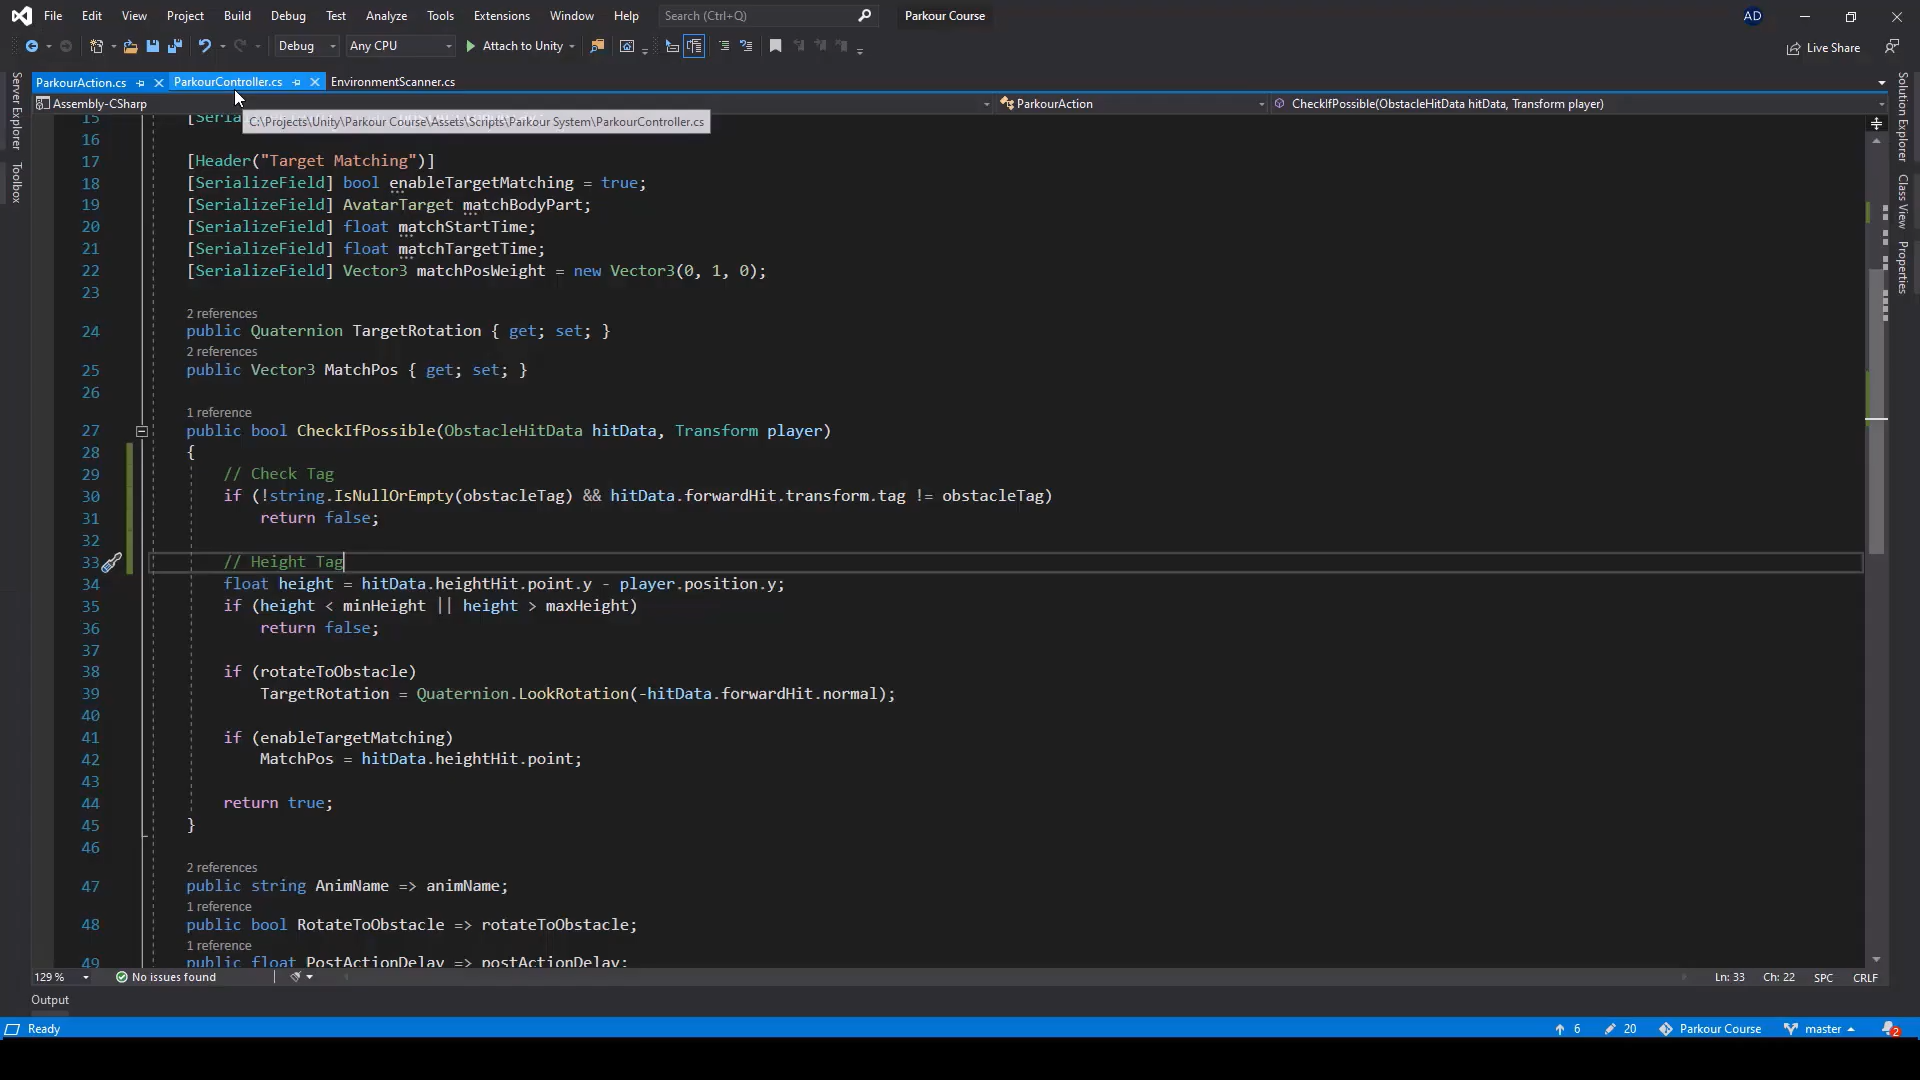 File Edit View Project Build Debug Test Analyze Tools Extensions Window Help Search (Ctrl+Q) Parkour Course AD
Debug Any CPU Attach to Unity Live Share
ParkourAction.cs ParkourController.cs EnvironmentScanner.cs
Assembly-CSharp ParkourAction CheckIfPossible(ObstacleHitData hitData, Transform player)
C:\Projects\Unity\Parkour Course\Assets\Scripts\Parkour System\ParkourController.cs
Server Explorer
Toolbox
Solution Explorer
Class View
Properties
15 [Seria
16
17 [Header("Target Matching")]
18 [SerializeField] bool enableTargetMatching = true;
19 [SerializeField] AvatarTarget matchBodyPart;
20 [SerializeField] float matchStartTime;
21 [SerializeField] float matchTargetTime;
22 [SerializeField] Vector3 matchPosWeight = new Vector3(0, 1, 0);
23
2 references
24 public Quaternion TargetRotation { get; set; }
2 references
25 public Vector3 MatchPos { get; set; }
26
1 reference
27 public bool CheckIfPossible(ObstacleHitData hitData, Transform player)
28 {
29 // Check Tag
30 if (!string.IsNullOrEmpty(obstacleTag) && hitData.forwardHit.transform.tag != obstacleTag)
31 return false;
32
33 // Height Tag
34 float height = hitData.heightHit.point.y - player.position.y;
35 if (height < minHeight || height > maxHeight)
36 return false;
37
38 if (rotateToObstacle)
39 TargetRotation = Quaternion.LookRotation(-hitData.forwardHit.normal);
40
41 if (enableTargetMatching)
42 MatchPos = hitData.heightHit.point;
43
44 return true;
45 }
46
2 references
47 public string AnimName => animName;
1 reference
48 public bool RotateToObstacle => rotateToObstacle;
1 reference
49 public float PostActionDelay => postActionDelay;
129 % No issues found Ln: 33 Ch: 22 SPC CRLF
Output
Ready 6 20 Parkour Course master 2